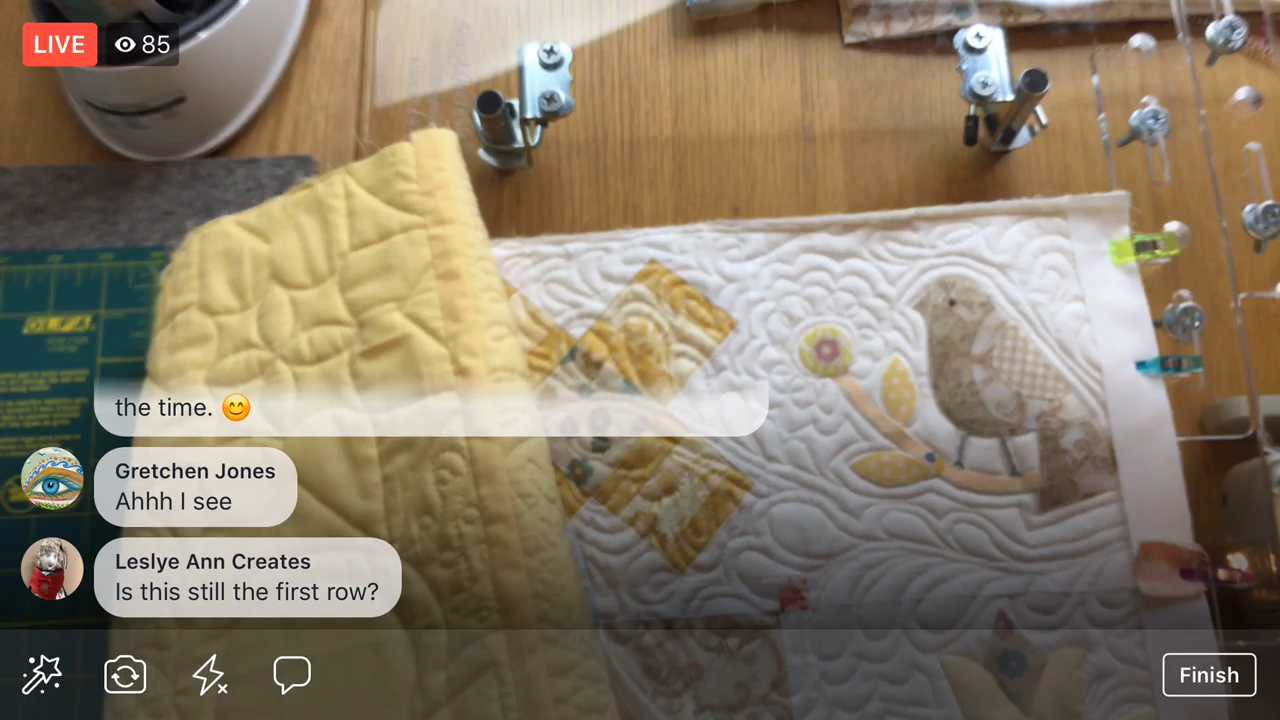 LIVE 85
OLFA
the time. 😊
Gretchen Jones
Ahhh I see
Leslye Ann Creates
Is this still the first row?
Finish